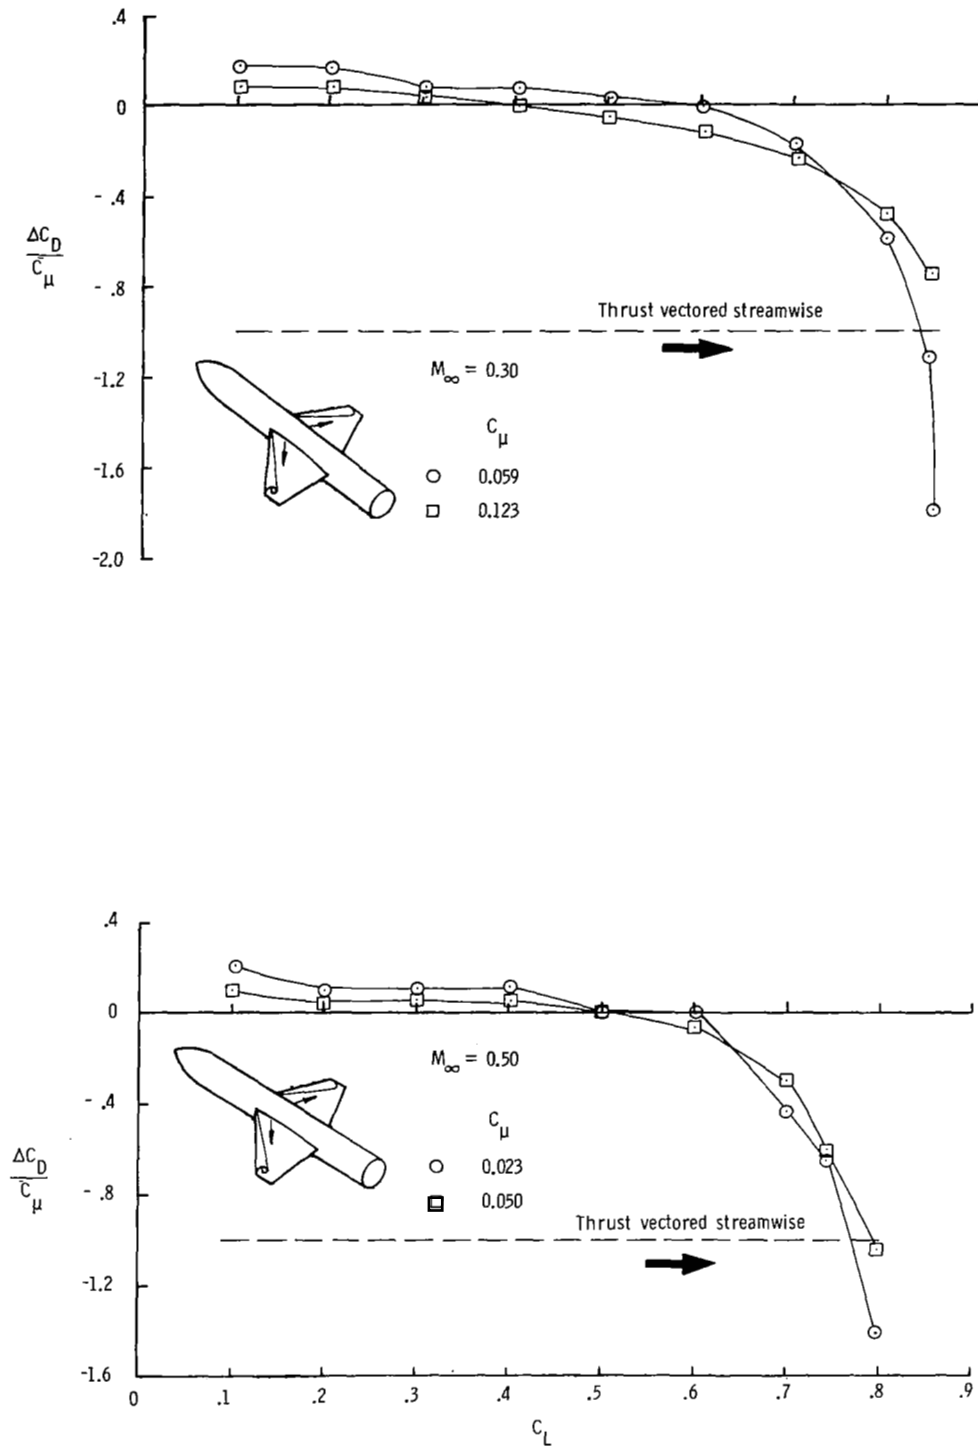 .4
0
- .4
- .8
-1.2
-1.6
-2.0
ΔC_D
C_μ
Thrust vectored streamwise
M_∞ = 0.30
C_μ
0.059
0.123
.4
0
- .4
- .8
-1.2
-1.6
ΔC_D
C_μ
M_∞ = 0.50
C_μ
0.023
0.050
Thrust vectored streamwise
0 .1 .2 .3 .4 .5 .6 .7 .8 .9
C_L